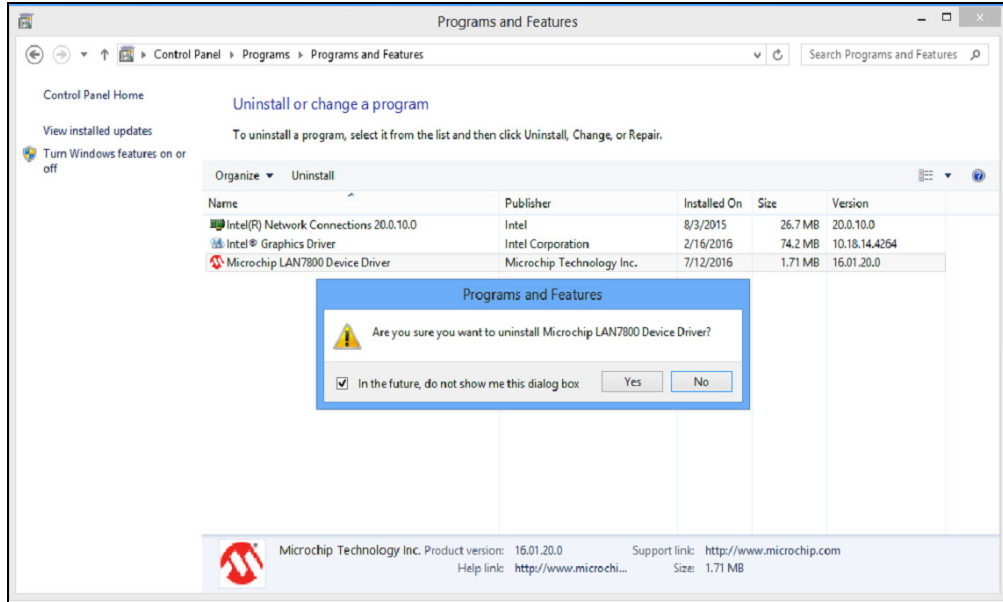 Programs and Features
Control Panel Programs Programs and Features
Search Programs and Features
Control Panel Home
View installed updates
Turn Windows features on or
off
Uninstall or change a program
To uninstall a program, select it from the list and then click Uninstall, Change, or Repair.
Organize Uninstall
Name Publisher Installed On Size Version
Intel(R) Network Connections 20.0.10.0 Intel 8/3/2015 26.7 MB 20.0.10.0
Intel® Graphics Driver Intel Corporation 2/16/2016 74.2 MB 10.18.14.4264
Microchip LAN7800 Device Driver Microchip Technology Inc. 7/12/2016 1.71 MB 16.01.20.0
Programs and Features
Are you sure you want to uninstall Microchip LAN7800 Device Driver?
In the future, do not show me this dialog box Yes No
Microchip Technology Inc. Product version: 16.01.20.0 Support link: http://www.microchip.com
Help link: http://www.microchi... Size: 1.71 MB